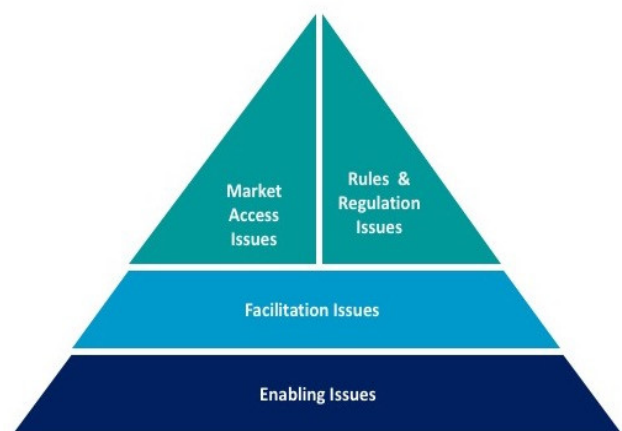 Market
Access
Issues
Rules & 
Regulation
Issues
Facilitation Issues
Enabling Issues